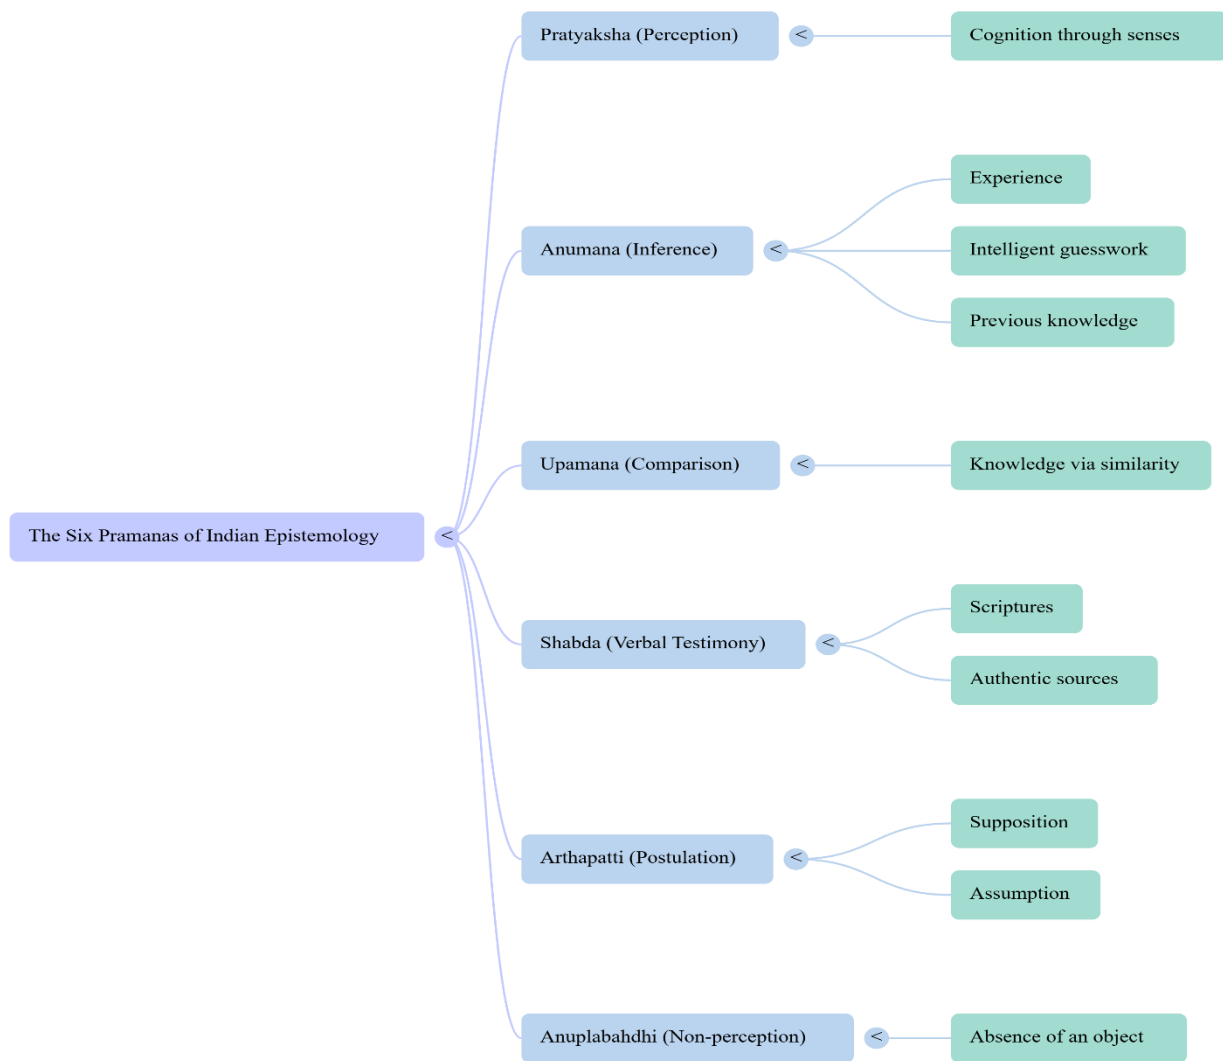 The Six Pramanas of Indian Epistemology
<
Pratyaksha (Perception)
<
Cognition through senses
Anumana (Inference)
<
Experience
Intelligent guesswork
Previous knowledge
Upamana (Comparison)
<
Knowledge via similarity
Shabda (Verbal Testimony)
<
Scriptures
Authentic sources
Arthapatti (Postulation)
<
Supposition
Assumption
Anuplabahdhi (Non-perception)
<
Absence of an object